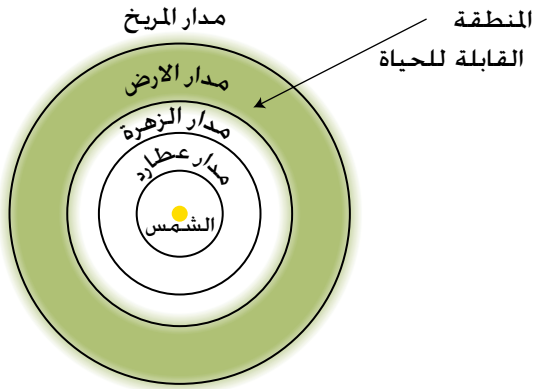 مدار المريخ
المنطقة
القابلة للحياة
مدار الارض
مدار الزهرة
مدار عطارد
الشمس